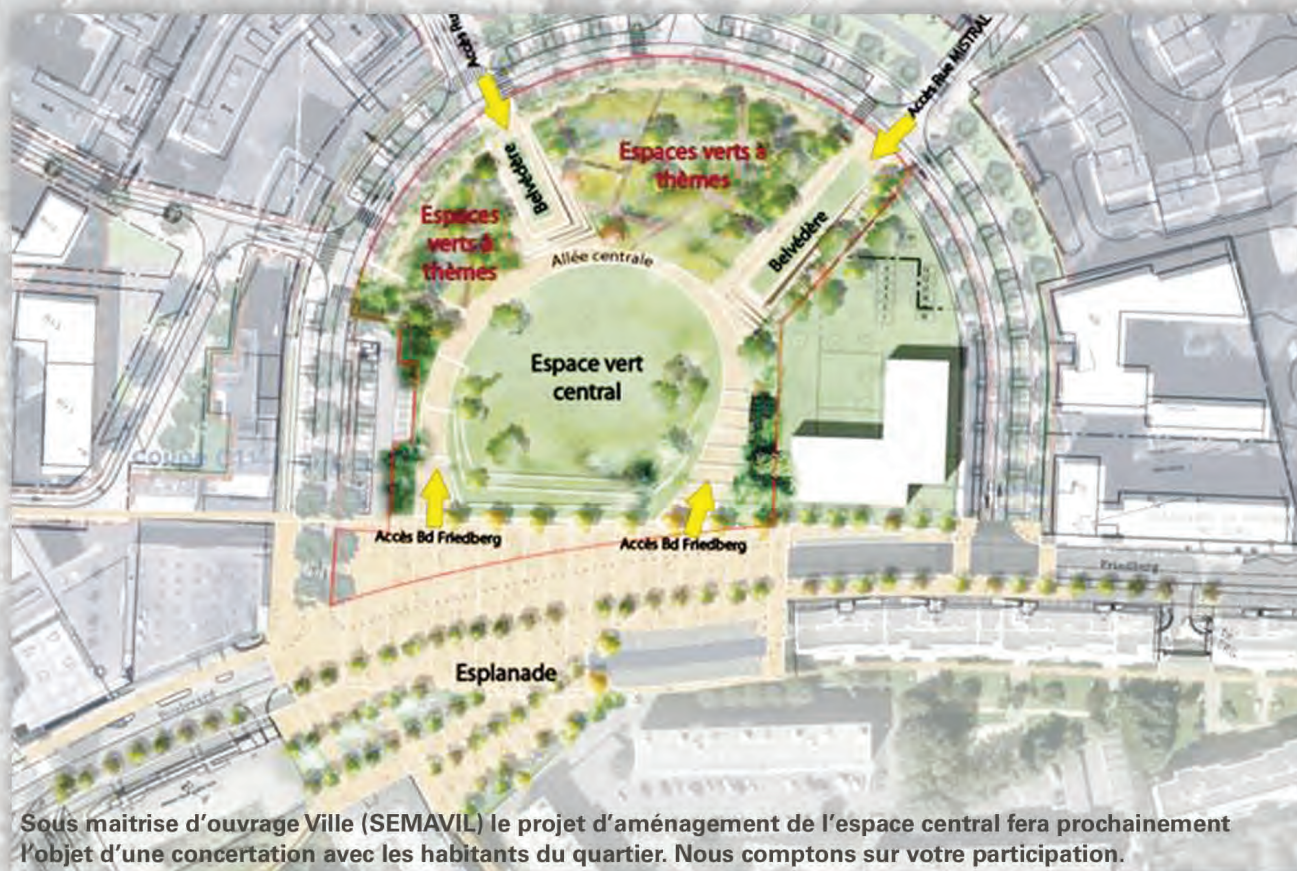 Accès Ru
Accès Rue MISTRAL
Belvédère
Espaces verts à
thèmes
Espaces
verts à
thèmes
Belvédère
Allée centrale
Espace vert
central
Accès Bd Friedberg
Accès Bd Friedberg
Friedberg
Esplanade
Sous maitrise d’ouvrage Ville (SEMAVIL) le projet d’aménagement de l’espace central fera prochainement
l’objet d’une concertation avec les habitants du quartier. Nous comptons sur votre participation.